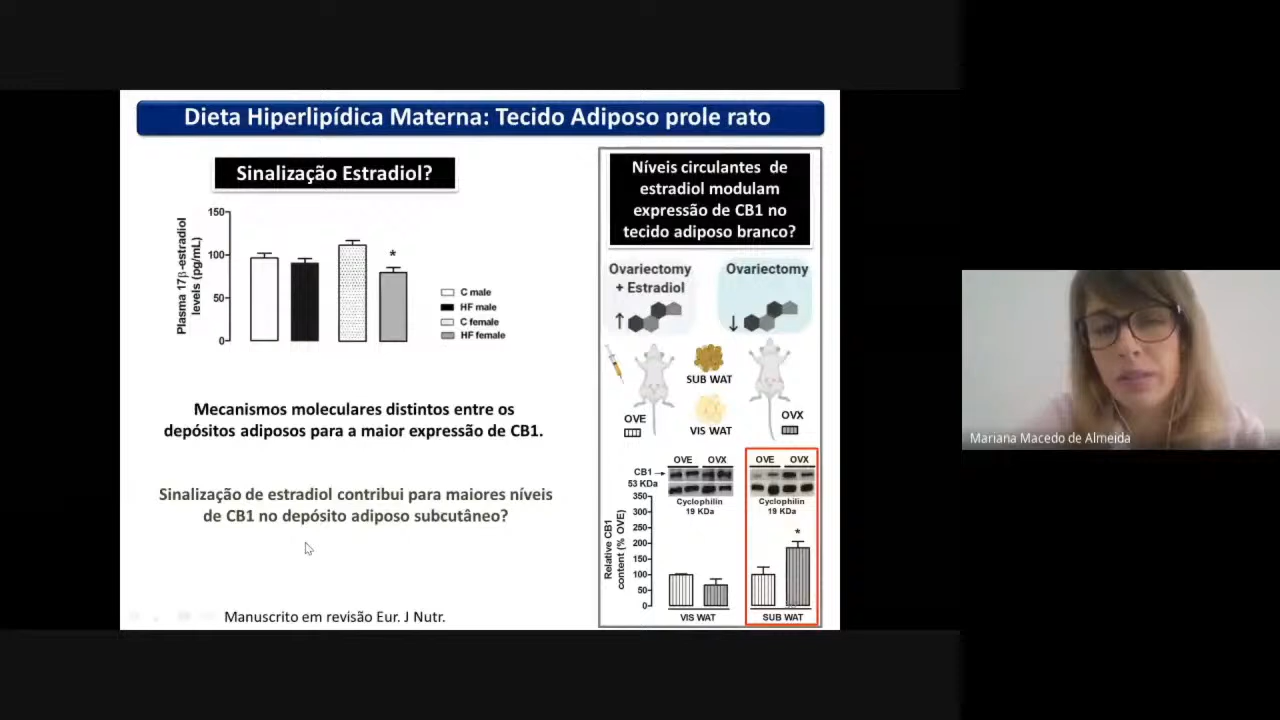 Dieta Hiperlipídica Materna: Tecido Adiposo prole rato
Sinalização Estradiol?
Plasma 17β-estradiol
levels (pg/mL)
150
100
50
0
*
C male
HF male
C female
HF female
Mecanismos moleculares distintos entre os
depósitos adiposos para a maior expressão de CB1.
Sinalização de estradiol contribui para maiores níveis
de CB1 no depósito adiposo subcutâneo?
Manuscrito em revisão Eur. J Nutr.
Níveis circulantes de
estradiol modulam
expressão de CB1 no
tecido adiposo branco?
Ovariectomy
+ Estradiol
↑
Ovariectomy
↓
SUB WAT
VIS WAT
OVE
OVX
OVE OVX
OVE OVX
CB1 →
53 KDa
Cyclophilin
19 KDa
Cyclophilin
19 KDa
Relative CB1
content (% OVE)
350
300
250
200
150
100
50
0
*
VIS WAT
SUB WAT
Mariana Macedo de Almeida